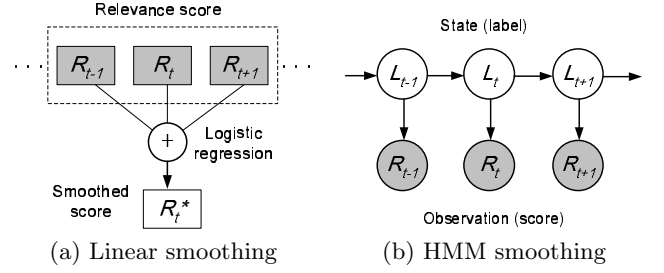 Relevance score
. . . R_{t-1} R_t R_{t+1} . . .
+
Logistic
regression
Smoothed
score
R_t*
(a) Linear smoothing
State (label)
L_{t-1} L_t L_{t+1}
R_{t-1} R_t R_{t+1}
Observation (score)
(b) HMM smoothing